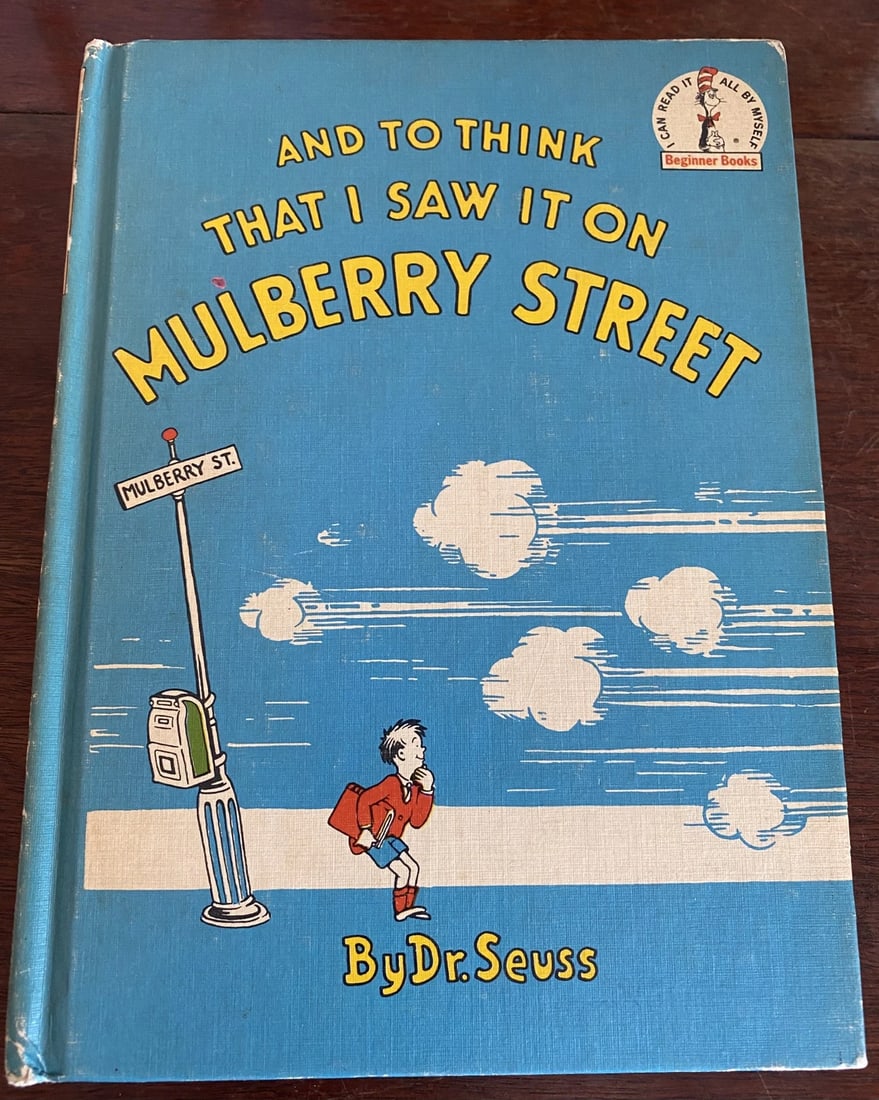 I CAN READ IT ALL BY MYSELF
Beginner Books
AND TO THINK
THAT I SAW IT ON
MULBERRY STREET
MULBERRY ST.
By Dr. Seuss